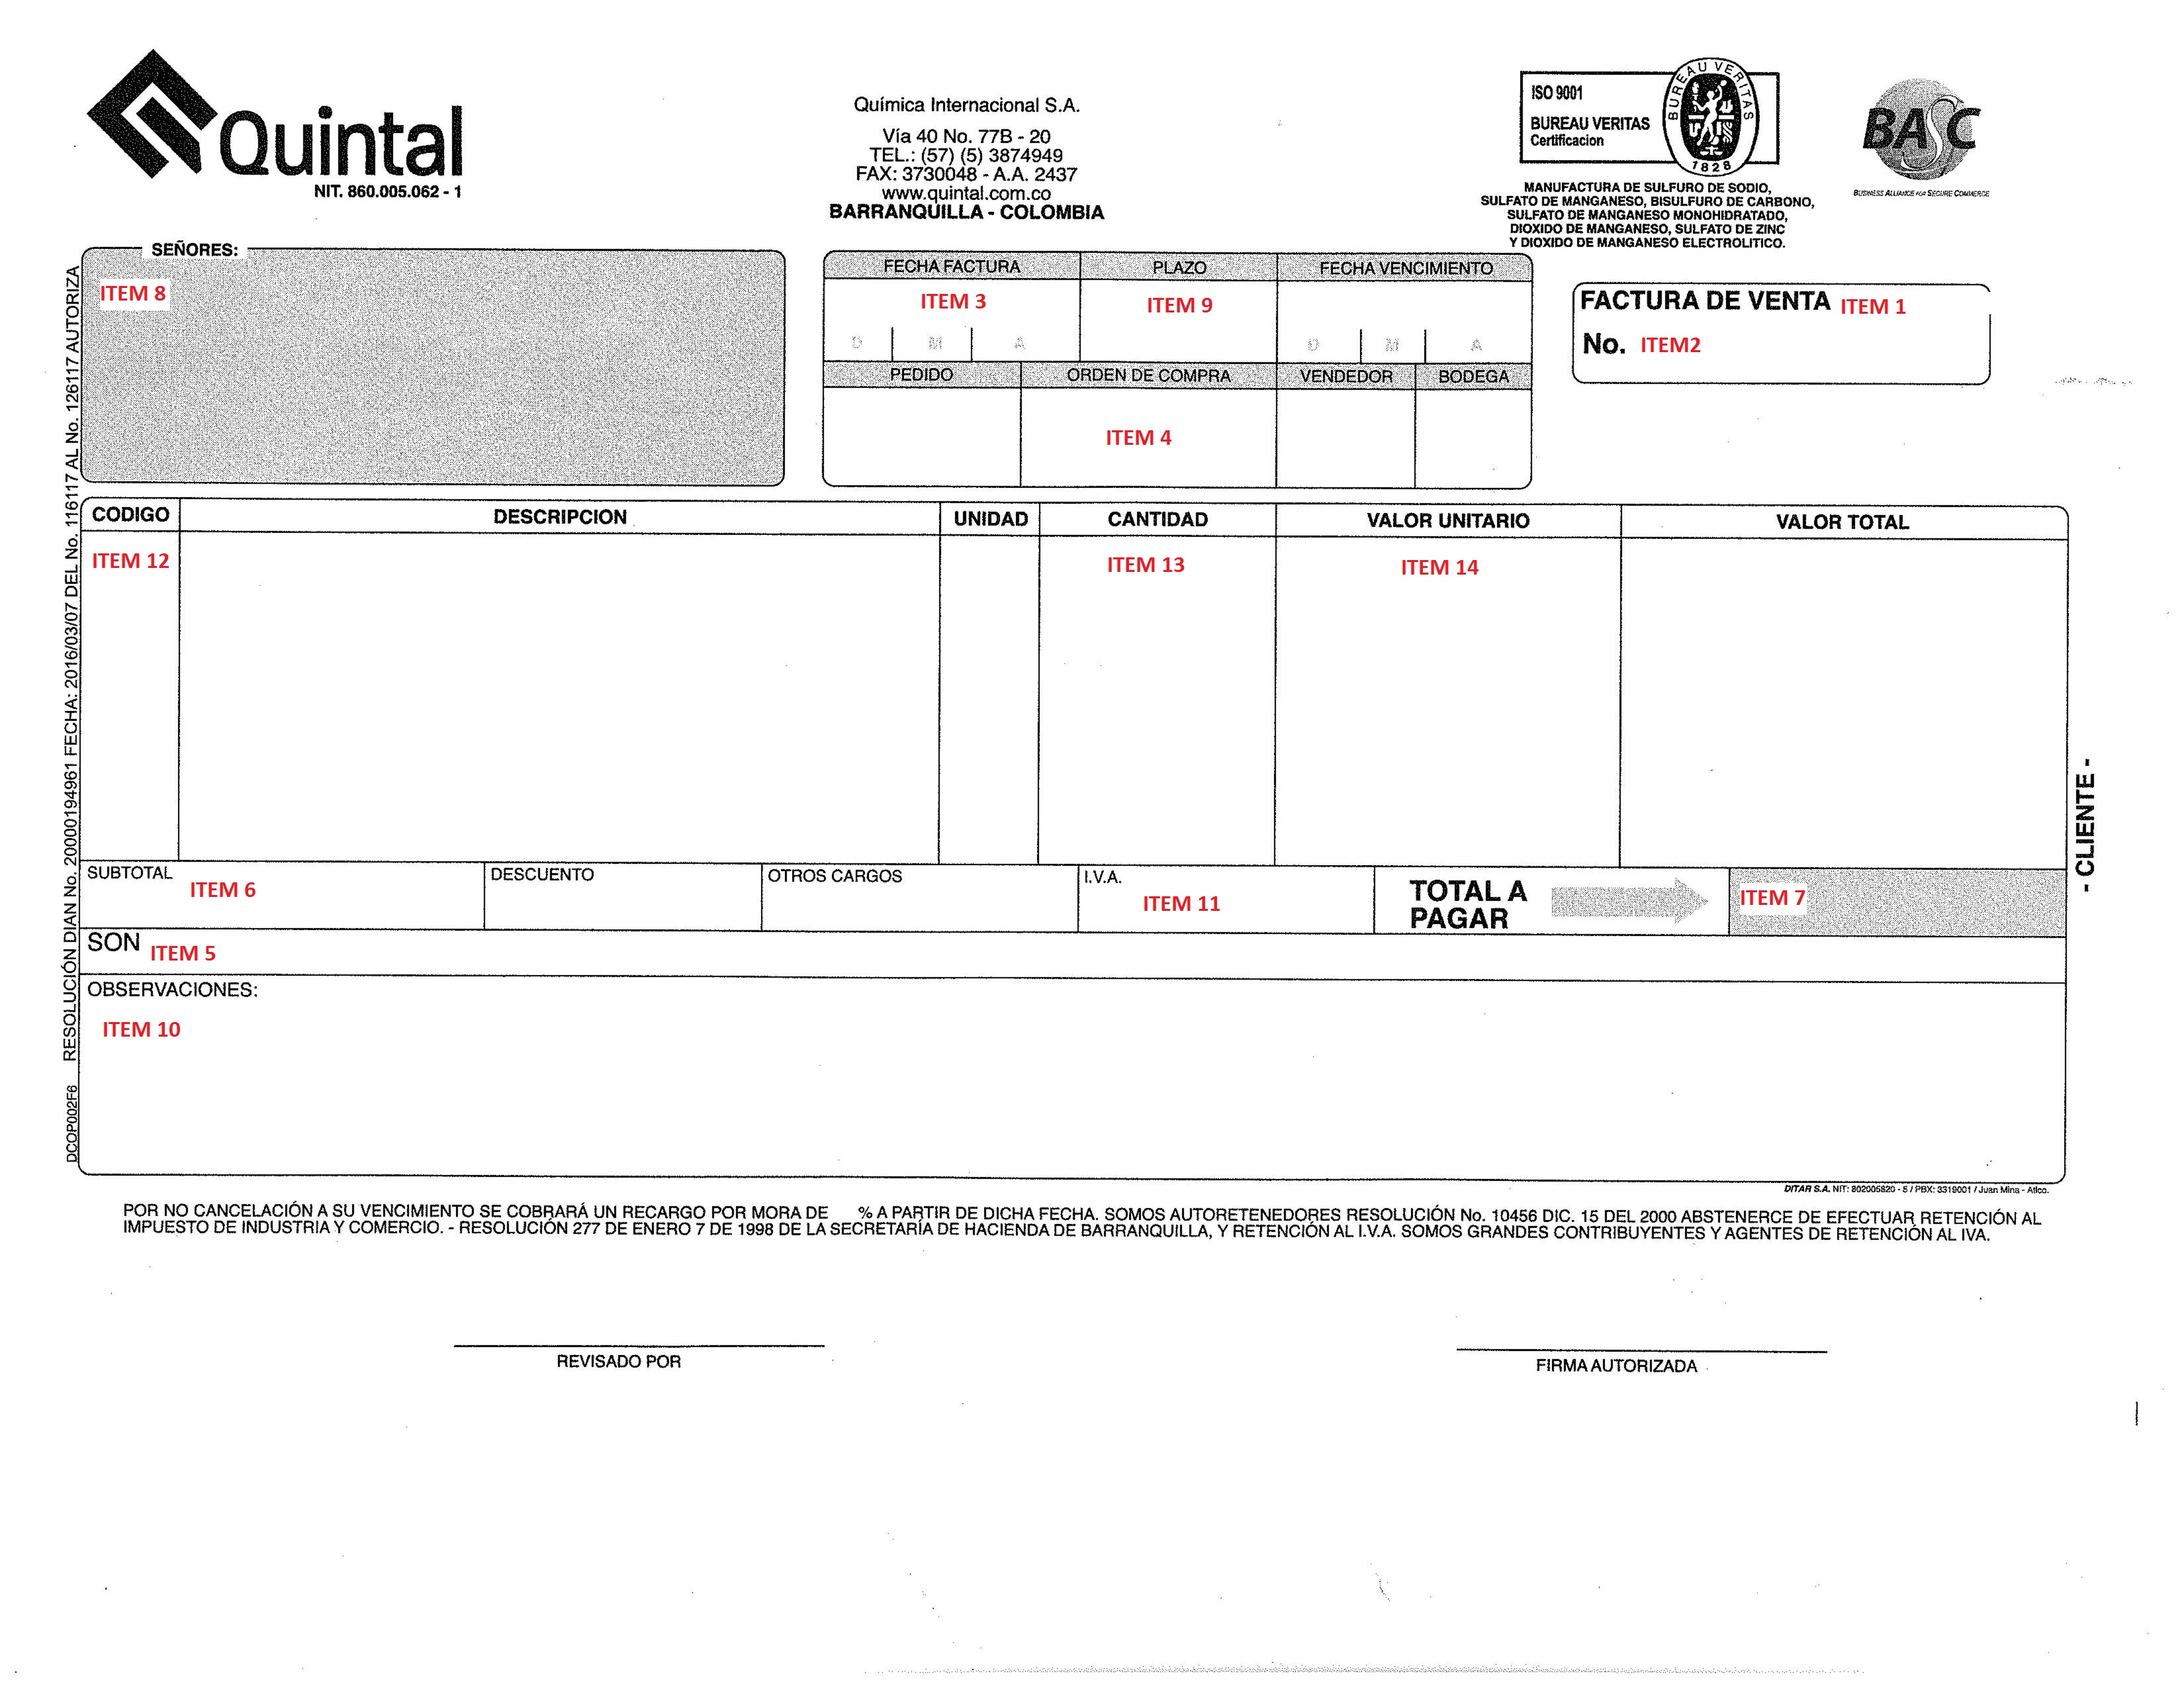 Quintal
NIT. 860.005.062 - 1
Química Internacional S.A.
Vía 40 No. 77B - 20
TEL.: (57) (5) 3874949
FAX: 3730048 - A.A. 2437
www.quintal.com.co
BARRANQUILLA - COLOMBIA
ISO 9001
BUREAU VERITAS
Certificacion
BUREAU VERITAS
1828
MANUFACTURA DE SULFURO DE SODIO,
SULFATO DE MANGANESO, BISULFURO DE CARBONO,
SULFATO DE MANGANESO MONOHIDRATADO,
DIOXIDO DE MANGANESO, SULFATO DE ZINC
Y DIOXIDO DE MANGANESO ELECTROLITICO.
BASC
BUSINESS ALLIANCE FOR SECURE COMMERCE
SEÑORES:
ITEM 8
FECHA FACTURA PLAZO FECHA VENCIMIENTO
ITEM 3 ITEM 9
D M A D M A
PEDIDO ORDEN DE COMPRA VENDEDOR BODEGA
ITEM 4
FACTURA DE VENTA ITEM 1
No. ITEM2
CODIGO DESCRIPCION UNIDAD CANTIDAD VALOR UNITARIO VALOR TOTAL
ITEM 12 ITEM 13 ITEM 14
SUBTOTAL ITEM 6 DESCUENTO OTROS CARGOS I.V.A. ITEM 11 TOTAL A
PAGAR ITEM 7
SON ITEM 5
OBSERVACIONES:
ITEM 10
DCOP002F6 RESOLUCIÓN DIAN No. 20000194961 FECHA: 2016/03/07 DEL No. 116117 AL No. 126117 AUTORIZA
- CLIENTE -
DITAR S.A. NIT: 802005820 - 5 / PBX: 3319001 / Juan Mina - Atlco.
POR NO CANCELACIÓN A SU VENCIMIENTO SE COBRARÁ UN RECARGO POR MORA DE % A PARTIR DE DICHA FECHA. SOMOS AUTORETENEDORES RESOLUCIÓN No. 10456 DIC. 15 DEL 2000 ABSTENERCE DE EFECTUAR RETENCIÓN AL
IMPUESTO DE INDUSTRIA Y COMERCIO. - RESOLUCIÓN 277 DE ENERO 7 DE 1998 DE LA SECRETARÍA DE HACIENDA DE BARRANQUILLA, Y RETENCIÓN AL I.V.A. SOMOS GRANDES CONTRIBUYENTES Y AGENTES DE RETENCIÓN AL IVA.
REVISADO POR
FIRMA AUTORIZADA